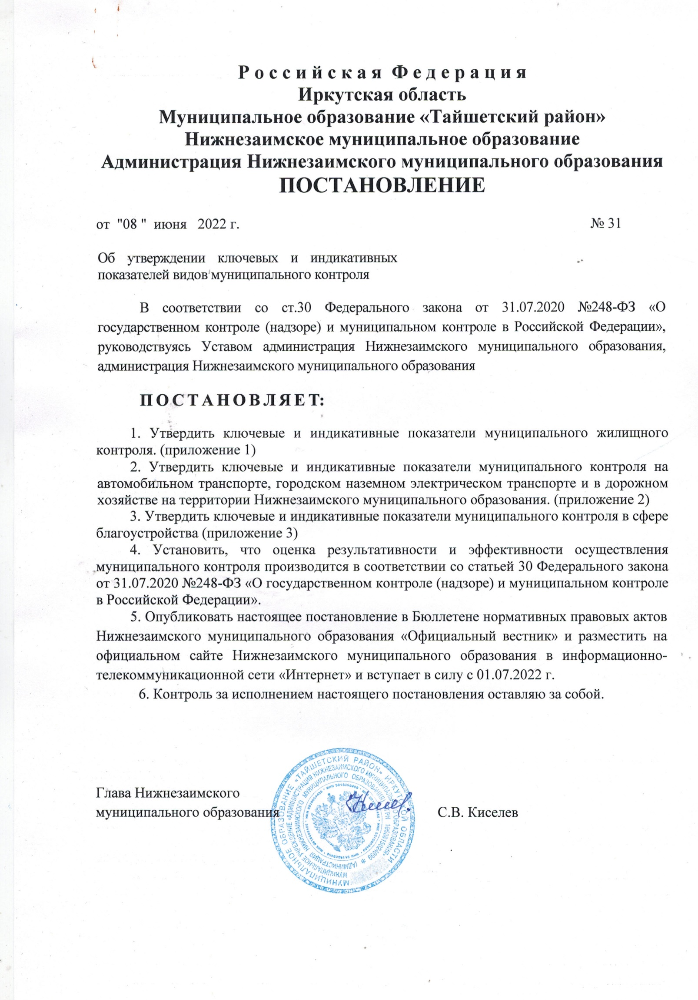 Р о с с и й с к а я Ф е д е р а ц и я
Иркутская область
Муниципальное образование «Тайшетский район»
Нижнезаимское муниципальное образование
Администрация Нижнезаимского муниципального образования
ПОСТАНОВЛЕНИЕ
от "08 " июня 2022 г. № 31
Об утверждении ключевых и индикативных
показателей видов муниципального контроля
В соответствии со ст.30 Федерального закона от 31.07.2020 №248-ФЗ «О
государственном контроле (надзоре) и муниципальном контроле в Российской Федерации»,
руководствуясь Уставом администрация Нижнезаимского муниципального образования,
администрация Нижнезаимского муниципального образования
П О С Т А Н О В Л Я Е Т:
1. Утвердить ключевые и индикативные показатели муниципального жилищного
контроля. (приложение 1)
2. Утвердить ключевые и индикативные показатели муниципального контроля на
автомобильном транспорте, городском наземном электрическом транспорте и в дорожном
хозяйстве на территории Нижнезаимского муниципального образования. (приложение 2)
3. Утвердить ключевые и индикативные показатели муниципального контроля в сфере
благоустройства (приложение 3)
4. Установить, что оценка результативности и эффективности осуществления
муниципального контроля производится в соответствии со статьей 30 Федерального закона
от 31.07.2020 №248-ФЗ «О государственном контроле (надзоре) и муниципальном контроле
в Российской Федерации».
5. Опубликовать настоящее постановление в Бюллетене нормативных правовых актов
Нижнезаимского муниципального образования «Официальный вестник» и разместить на
официальном сайте Нижнезаимского муниципального образования в информационно-
телекоммуникационной сети «Интернет» и вступает в силу с 01.07.2022 г.
6. Контроль за исполнением настоящего постановления оставляю за собой.
Глава Нижнезаимского
муниципального образования С.В. Киселев
МУНИЦИПАЛЬНОЕ ОБРАЗОВАНИЕ «ТАЙШЕТСКИЙ РАЙОН» ИРКУТСКОЙ ОБЛАСТИ
МУНИЦИПАЛЬНОЕ УЧРЕЖДЕНИЕ «АДМИНИСТРАЦИЯ НИЖНЕЗАИМСКОГО МУНИЦИПАЛЬНОГО ОБРАЗОВАНИЯ»
(АДМИНИСТРАЦИЯ НИЖНЕЗАИМСКОГО МУНИЦИПАЛЬНОГО ОБРАЗОВАНИЯ)